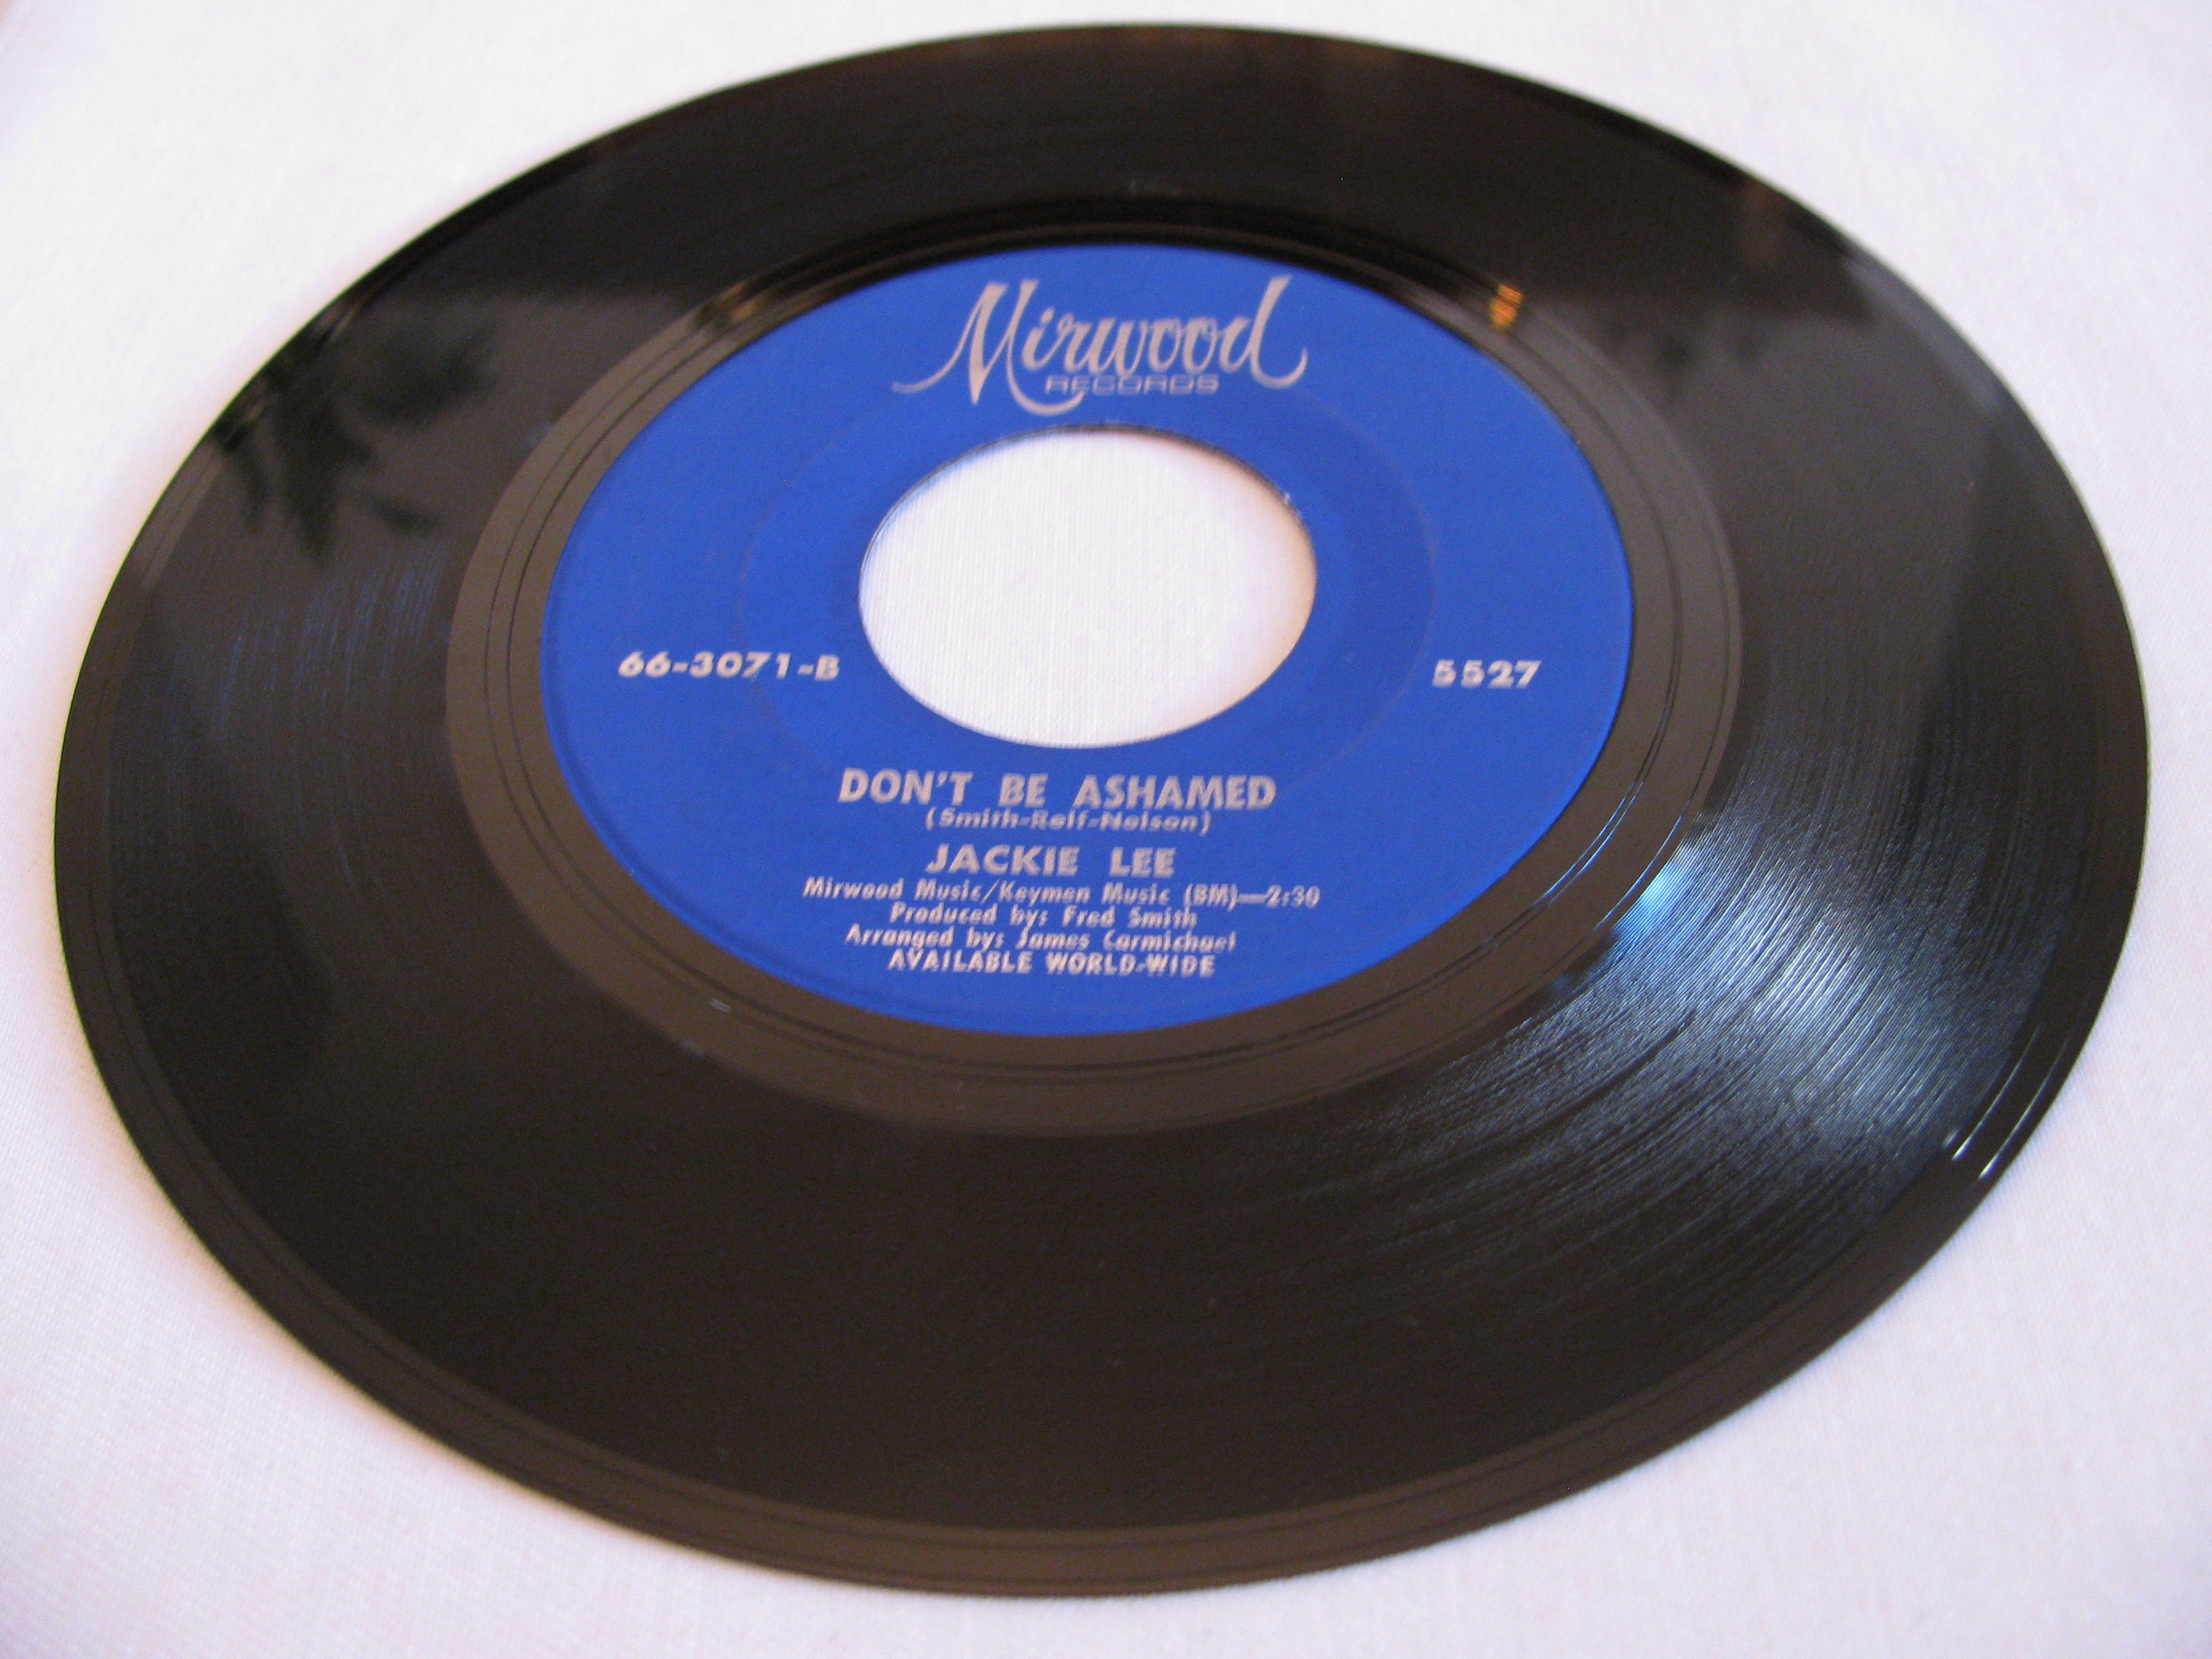 Mirwood
RECORDS
66-3071-B
5527
DON'T BE ASHAMED
(Smith-Relf-Nelson)
JACKIE LEE
Mirwood Music/Keymen Music (BM)—2:30
Produced by: Fred Smith
Arranged by: James Carmichael
AVAILABLE WORLD-WIDE